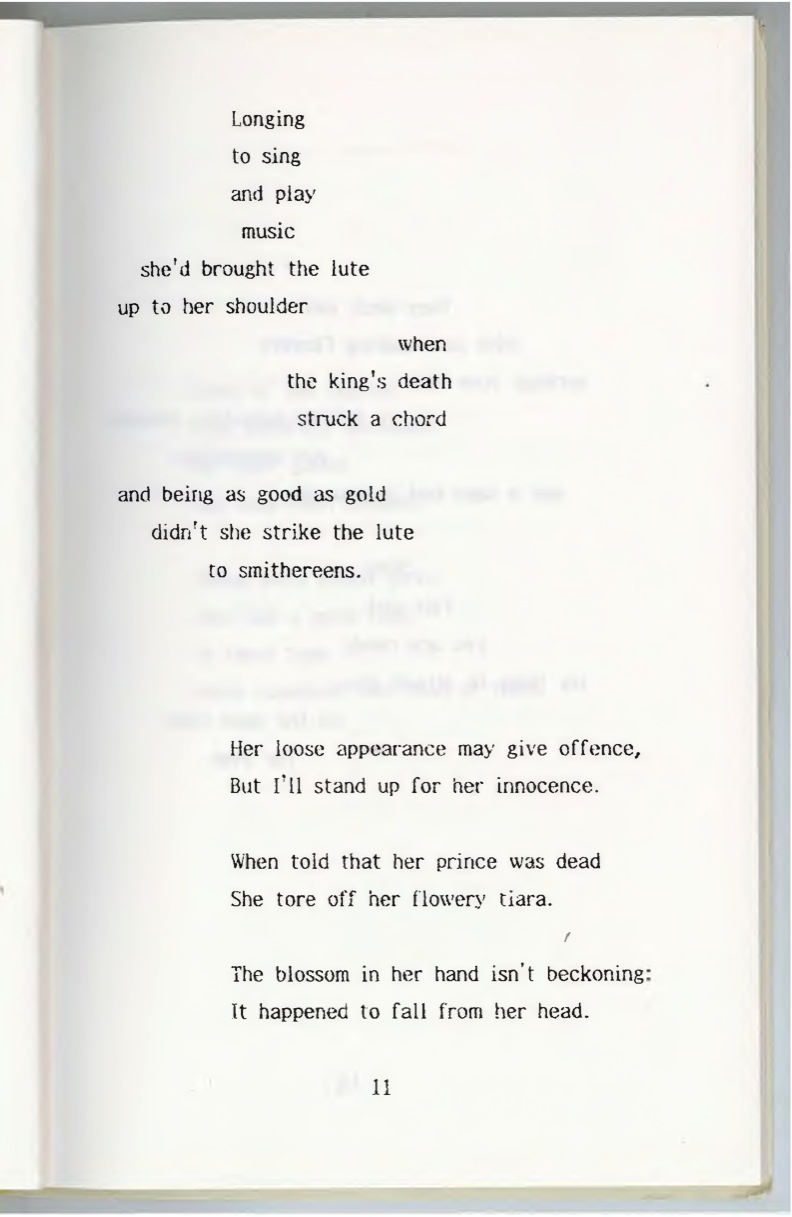 Longing
to sing
and play
music
she'd brought the lute
up to her shoulder
when
the king's death
struck a chord
and being as good as gold
didn't she strike the lute
to smithereens.
Her loose appearance may give offence,
But I'll stand up for her innocence.
When told that her prince was dead
She tore off her flowery tiara.
The blossom in her hand isn't beckoning:
It happened to fall from her head.
11